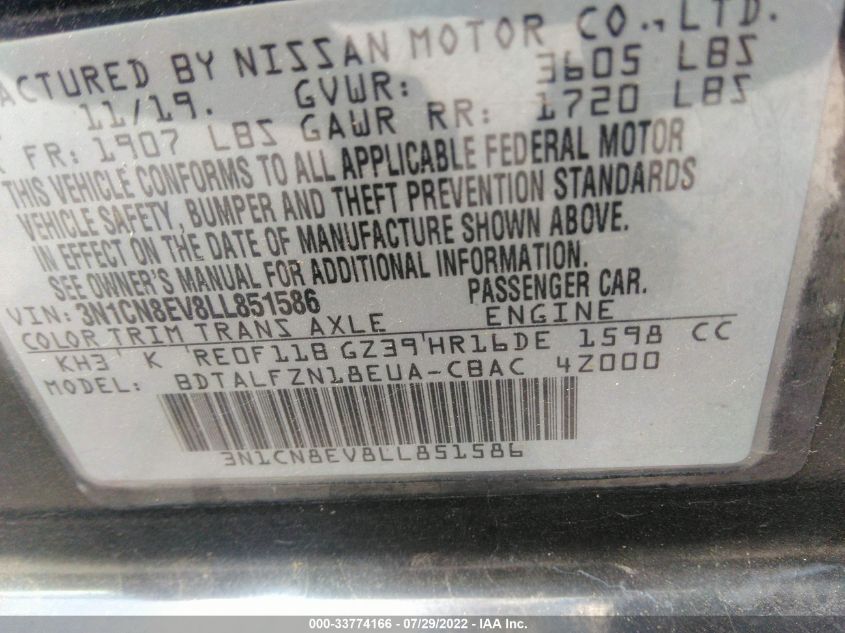 ACTURED BY NISSAN MOTOR CO., LTD.
11/19. GVWR: 3605 LBS
FR: 1907 LBS GAWR RR: 1720 LBS
THIS VEHICLE CONFORMS TO ALL APPLICABLE FEDERAL MOTOR
VEHICLE SAFETY, BUMPER AND THEFT PREVENTION STANDARDS
IN EFFECT ON THE DATE OF MANUFACTURE SHOWN ABOVE.
SEE OWNER'S MANUAL FOR ADDITIONAL INFORMATION.
VIN: 3N1CN8EV8LL851586 PASSENGER CAR.
COLOR TRIM TRANS AXLE ENGINE
KH3 K RE0F11B GZ39 HR16DE 1598 CC
MODEL: BDTALFZN18EUA-CBAC 4Z000
3N1CN8EV8LL851586
000-33774166 - 07/29/2022 - IAA Inc.